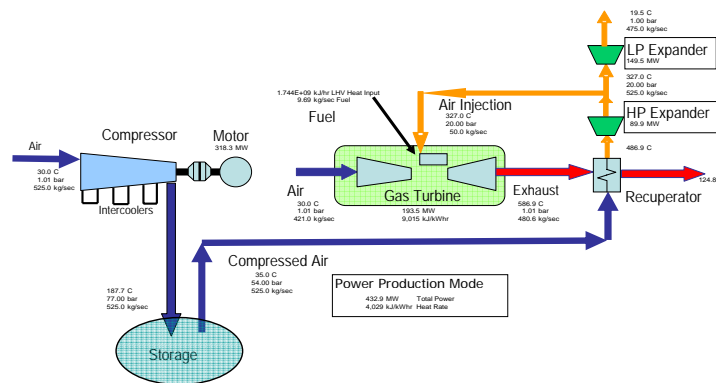 19.5 C
1.00 bar
475.0 kg/sec
LP Expander
149.5 MW
1.744E+09 kJ/hr LHV Heat Input
9.69 kg/sec Fuel
Fuel
Air Injection
327.0 C
20.00 bar
50.0 kg/sec
327.0 C
20.00 bar
525.0 kg/sec
HP Expander
89.9 MW
486.9 C
Air
30.0 C
1.01 bar
525.0 kg/sec
Compressor
Intercoolers
Motor
318.3 MW
Air
30.0 C
1.01 bar
421.0 kg/sec
Gas Turbine
193.5 MW
9,015 kJ/kWhr
Exhaust
586.9 C
1.01 bar
480.6 kg/sec
Recuperator
124.8
Compressed Air
35.0 C
54.00 bar
525.0 kg/sec
187.7 C
77.00 bar
525.0 kg/sec
Storage
Power Production Mode
432.9 MW Total Power
4,029 kJ/kWhr Heat Rate